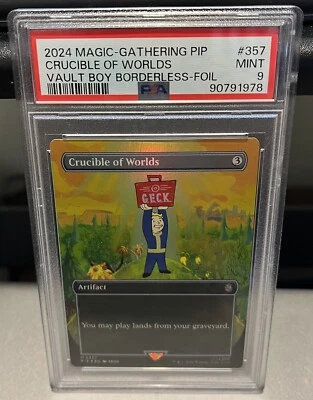 2024 MAGIC-GATHERING PIP #357
CRUCIBLE OF WORLDS MINT
VAULT BOY BORDERLESS-FOIL 9
PSA 90791978
Crucible of Worlds 3
G.E.C.K.
Artifact
You may play lands from your graveyard.